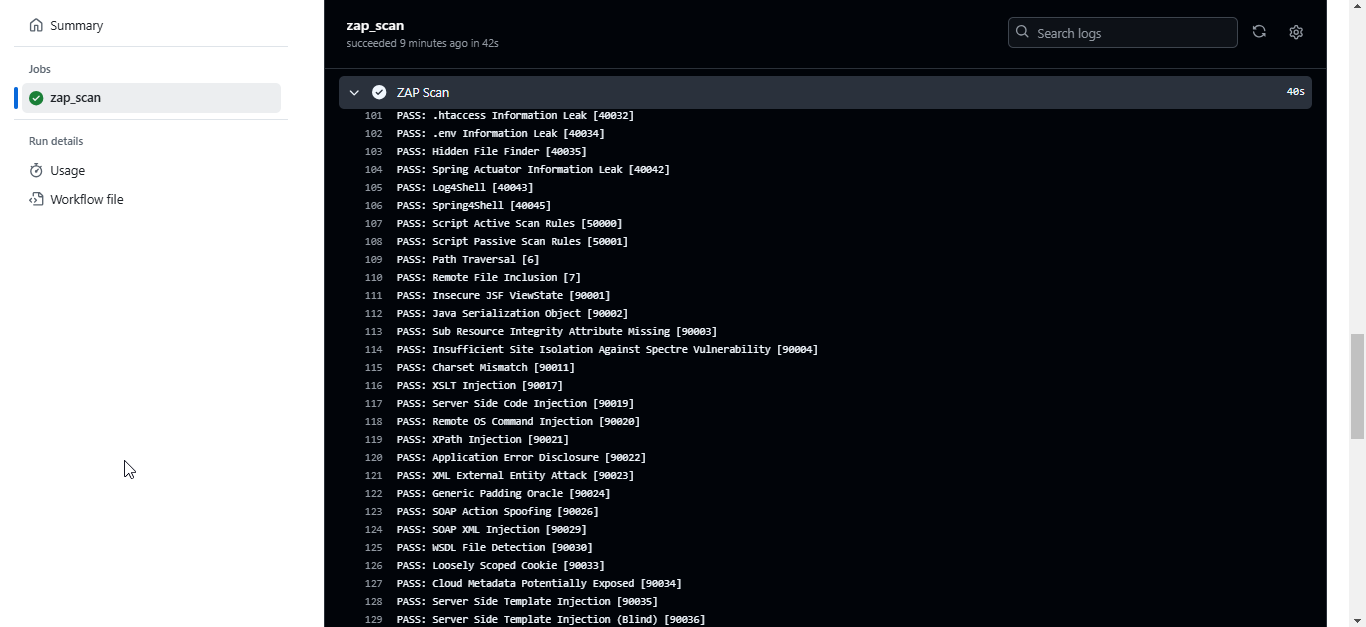 Summary
Jobs
zap_scan
Run details
Usage
Workflow file
zap_scan
succeeded 9 minutes ago in 42s
Search logs
ZAP Scan
40s
101 PASS: .htaccess Information Leak [40032]
102 PASS: .env Information Leak [40034]
103 PASS: Hidden File Finder [40035]
104 PASS: Spring Actuator Information Leak [40042]
105 PASS: Log4Shell [40043]
106 PASS: Spring4Shell [40045]
107 PASS: Script Active Scan Rules [50000]
108 PASS: Script Passive Scan Rules [50001]
109 PASS: Path Traversal [6]
110 PASS: Remote File Inclusion [7]
111 PASS: Insecure JSF ViewState [90001]
112 PASS: Java Serialization Object [90002]
113 PASS: Sub Resource Integrity Attribute Missing [90003]
114 PASS: Insufficient Site Isolation Against Spectre Vulnerability [90004]
115 PASS: Charset Mismatch [90011]
116 PASS: XSLT Injection [90017]
117 PASS: Server Side Code Injection [90019]
118 PASS: Remote OS Command Injection [90020]
119 PASS: XPath Injection [90021]
120 PASS: Application Error Disclosure [90022]
121 PASS: XML External Entity Attack [90023]
122 PASS: Generic Padding Oracle [90024]
123 PASS: SOAP Action Spoofing [90026]
124 PASS: SOAP XML Injection [90029]
125 PASS: WSDL File Detection [90030]
126 PASS: Loosely Scoped Cookie [90033]
127 PASS: Cloud Metadata Potentially Exposed [90034]
128 PASS: Server Side Template Injection [90035]
129 PASS: Server Side Template Injection (Blind) [90036]